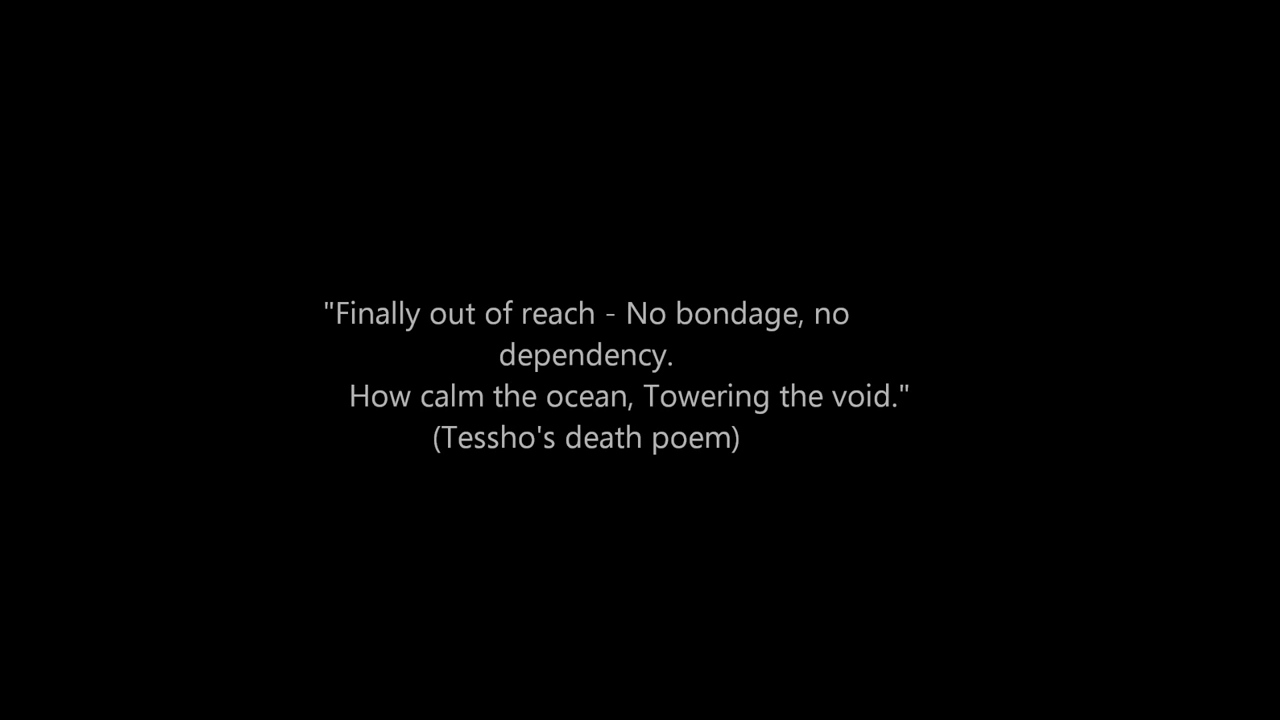 "Finally out of reach - No bondage, no
dependency.
How calm the ocean, Towering the void."
(Tessho's death poem)